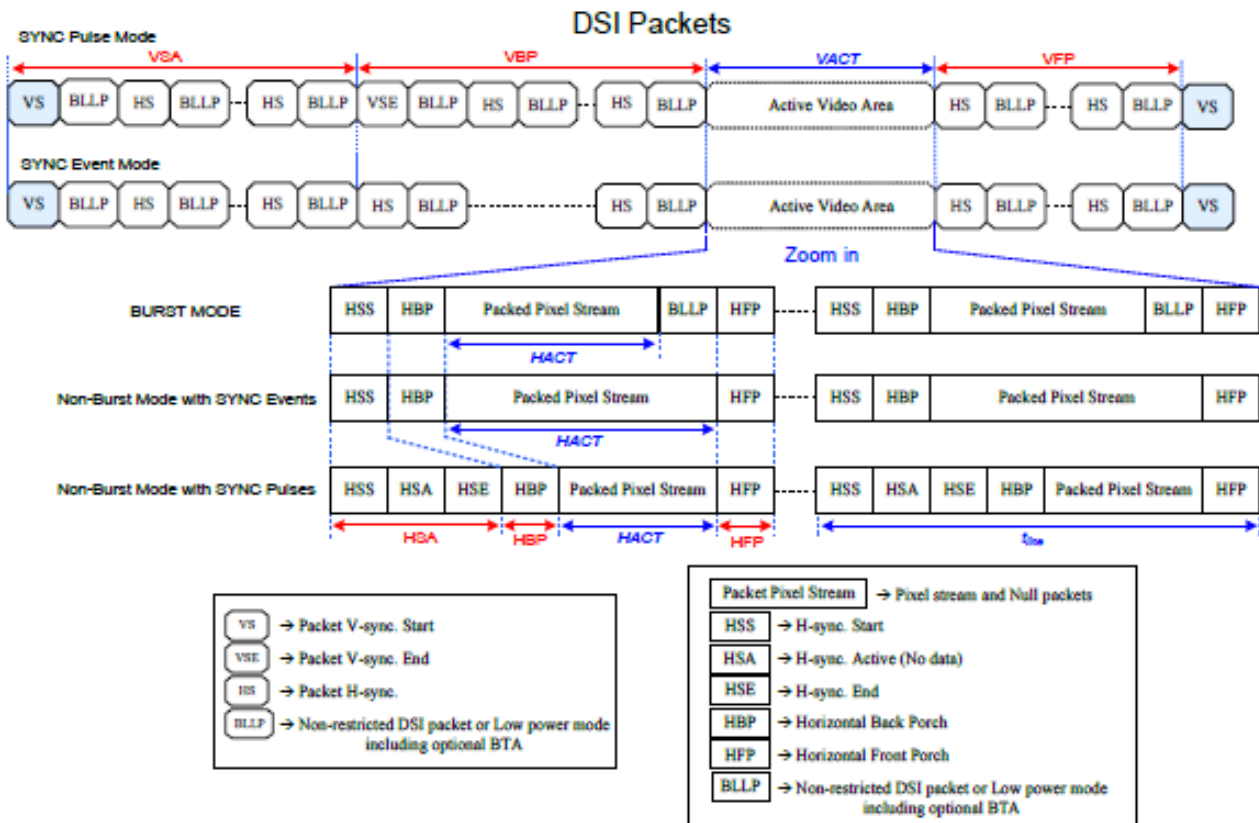 DSI Packets
SYNC Pulse Mode
VSA VBP VACT VFP
VS BLLP HS BLLP HS BLLP VSE BLLP HS BLLP HS BLLP Active Video Area HS BLLP HS BLLP VS
SYNC Event Mode
VS BLLP HS BLLP HS BLLP HS BLLP HS BLLP Active Video Area HS BLLP HS BLLP VS
Zoom in
BURST MODE HSS HBP Packed Pixel Stream BLLP HFP HSS HBP Packed Pixel Stream BLLP HFP
HACT
Non-Burst Mode with SYNC Events HSS HBP Packed Pixel Stream HFP HSS HBP Packed Pixel Stream HFP
HACT
Non-Burst Mode with SYNC Pulses HSS HSA HSE HBP Packed Pixel Stream HFP HSS HSA HSE HBP Packed Pixel Stream HFP
HSA HBP HACT HFP tline
VS → Packet V-sync. Start
VSE → Packet V-sync. End
HS → Packet H-sync.
BLLP → Non-restricted DSI packet or Low power mode
including optional BTA
Packet Pixel Stream → Pixel stream and Null packets
HSS → H-sync. Start
HSA → H-sync. Active (No data)
HSE → H-sync. End
HBP → Horizontal Back Porch
HFP → Horizontal Front Porch
BLLP → Non-restricted DSI packet or Low power mode
including optional BTA